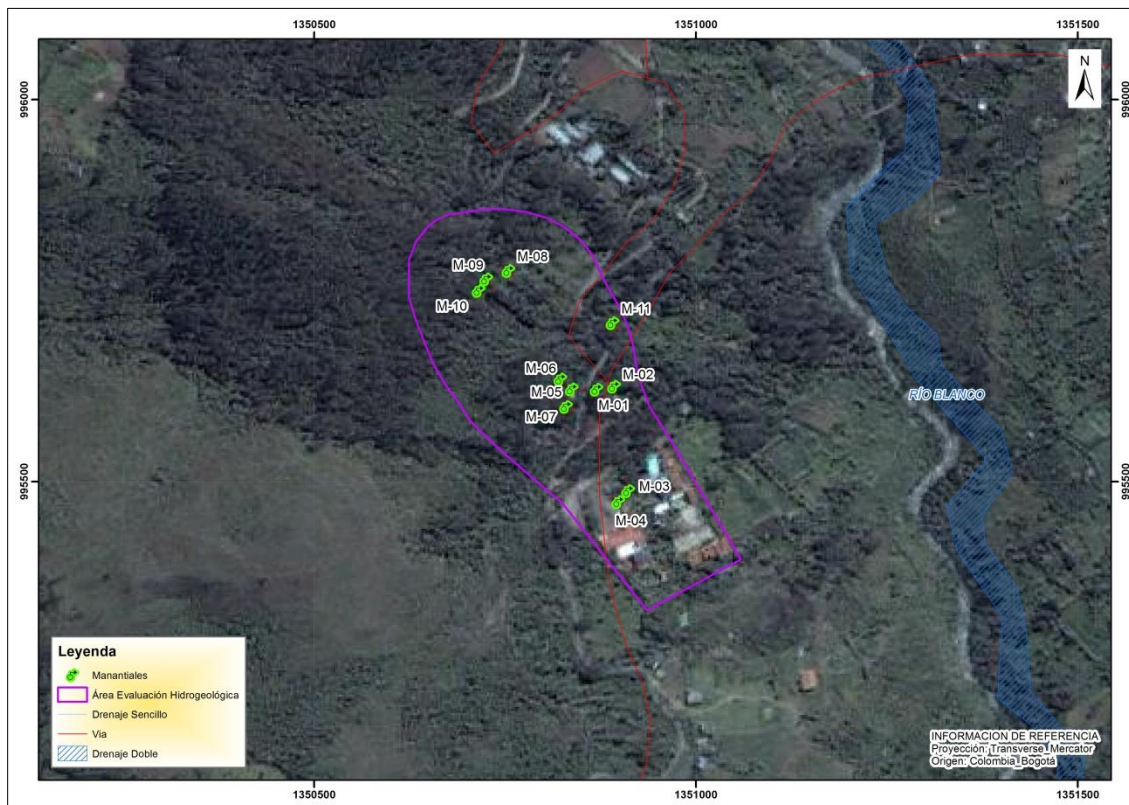 1350500
1351000
1351500
996000
996000
N
M-08
M-09
M-10
M-11
M-06
M-02
M-05
M-01
M-07
RÍO BLANCO
995500
995500
M-03
M-04
Leyenda
Manantiales
Área Evaluación Hidrogeológica
Drenaje Sencillo
Via
Drenaje Doble
INFORMACION DE REFERENCIA
Proyección: Transverse_Mercator
Origen: Colombia_Bogotá
1350500
1351000
1351500